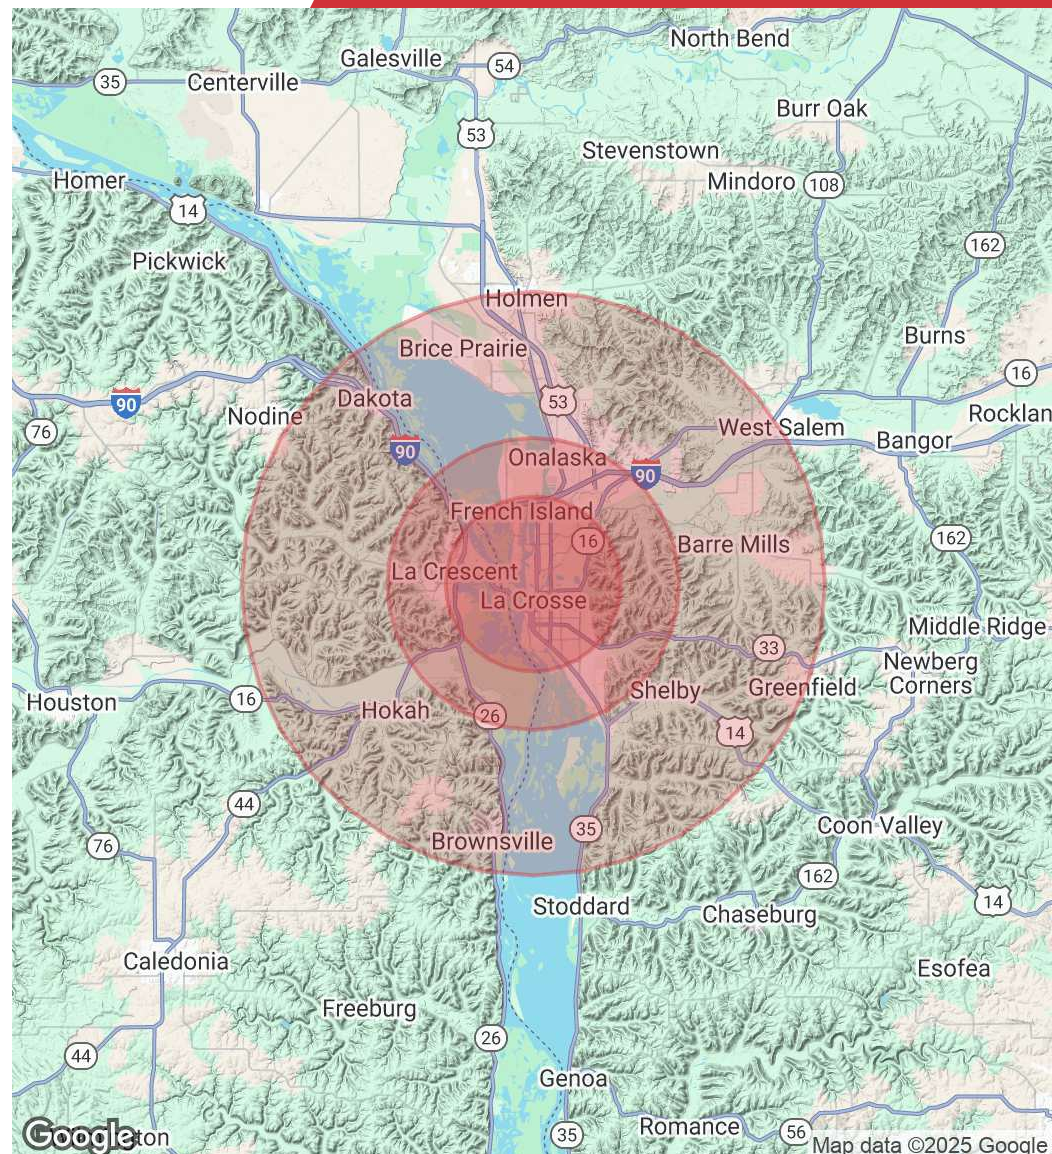 North Bend
Galesville
54
35
Centerville
Burr Oak
53
Stevenstown
Mindoro
108
Homer
14
162
Pickwick
Holmen
Burns
Brice Prairie
16
90
Dakota
53
Nodine
Rocklan
76
West Salem
Bangor
90
Onalaska
90
French Island
16
162
Barre Mills
La Crescent
La Crosse
Middle Ridge
33
Newberg
Corners
Houston
16
Shelby
Greenfield
Hokah
26
14
44
Coon Valley
35
Brownsville
76
162
14
Stoddard
Chaseburg
Caledonia
Esofea
Freeburg
26
44
Genoa
Romance
56
35
Google
ton
Map data ©2025 Google